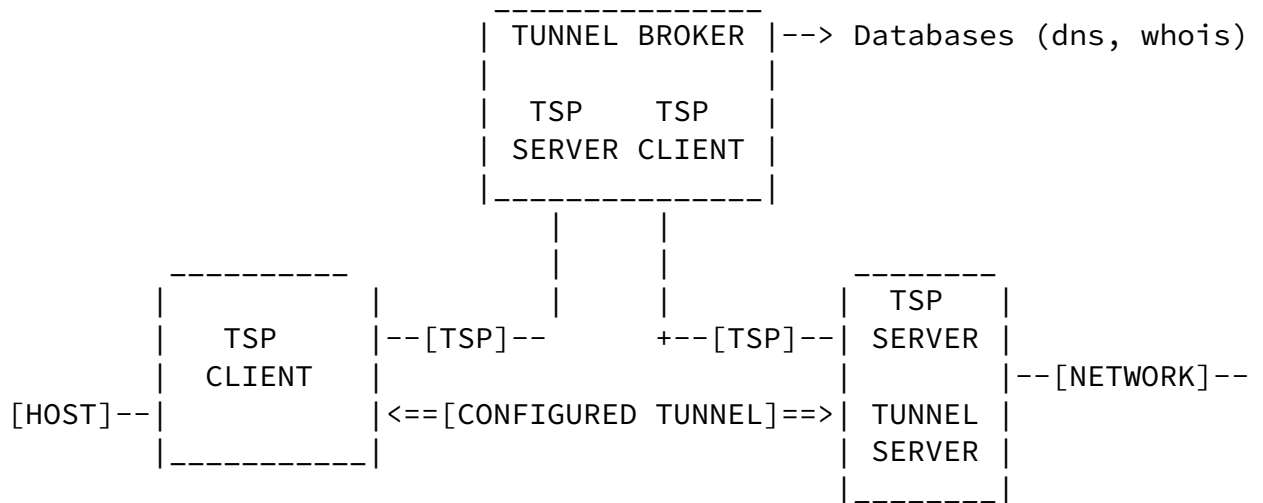 TUNNEL BROKER |--> Databases (dns, whois)
TSP TSP
SERVER CLIENT
TSP
TSP |--[TSP]-- +--[TSP]--| SERVER
CLIENT |--[NETWORK]--
[HOST]--| |<==[CONFIGURED TUNNEL]==>| TUNNEL
SERVER